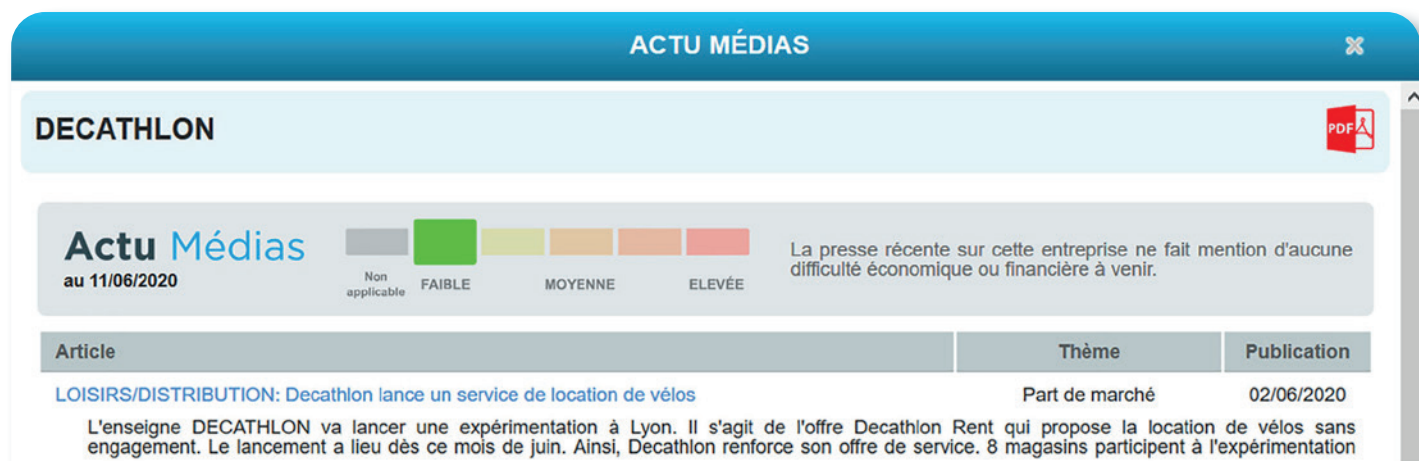 ACTU MÉDIAS
DECATHLON
PDF
Actu Médias
au 11/06/2020
Non
applicable
FAIBLE
MOYENNE
ELEVÉE
La presse récente sur cette entreprise ne fait mention d'aucune
difficulté économique ou financière à venir.
Article Thème Publication
LOISIRS/DISTRIBUTION: Decathlon lance un service de location de vélos Part de marché 02/06/2020
L'enseigne DECATHLON va lancer une expérimentation à Lyon. Il s'agit de l'offre Decathlon Rent qui propose la location de vélos sans
engagement. Le lancement a lieu dès ce mois de juin. Ainsi, Decathlon renforce son offre de service. 8 magasins participent à l'expérimentation